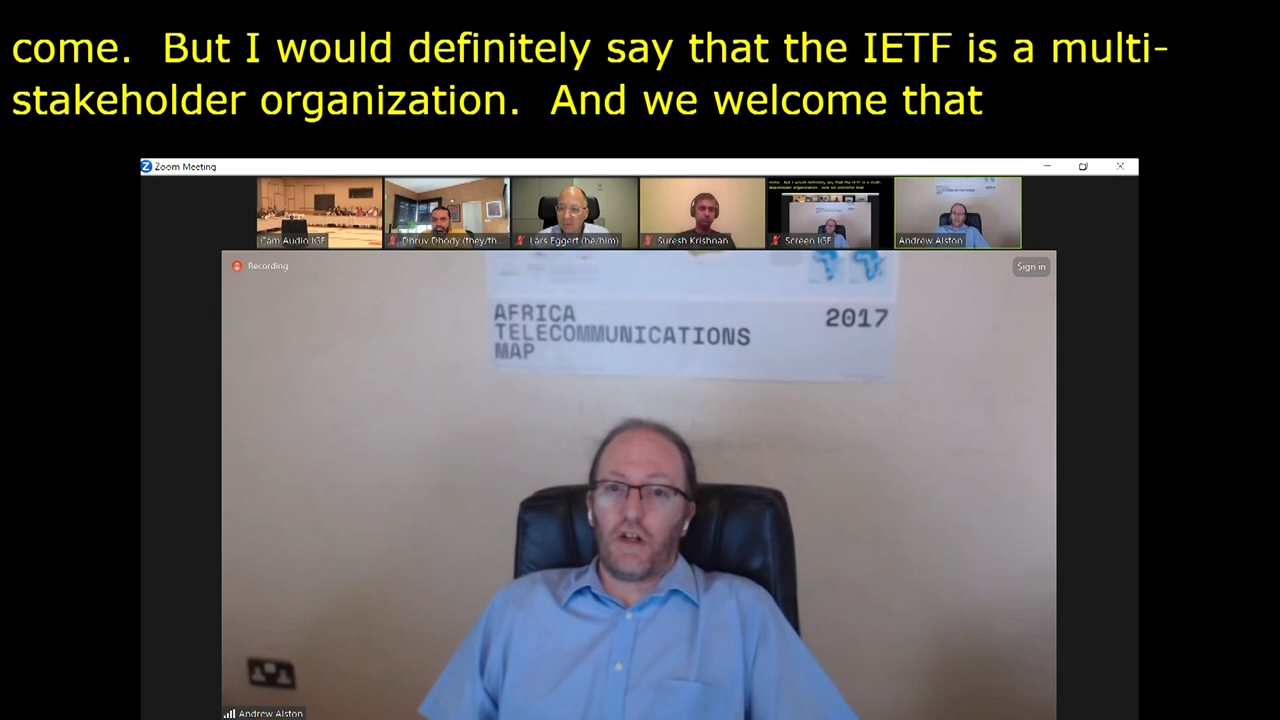 come.  But I would definitely say that the IETF is a multi-
stakeholder organization.  And we welcome that
Zoom Meeting
Cam Audio IGF
Dhruv Dhody (they/th...
Lars Eggert (he/him)
Suresh Krishnan
Screen IGF
Andrew Alston
Recording
Sign in
AFRICA
TELECOMMUNICATIONS
MAP
2017
Andrew Alston